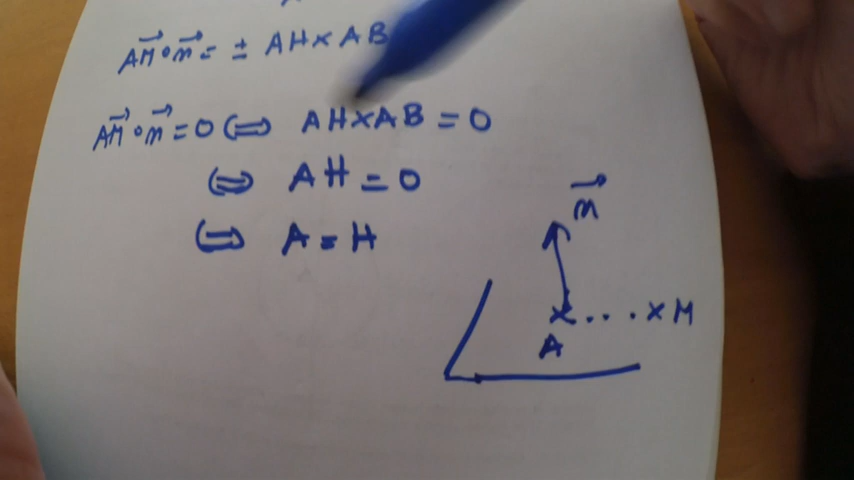 AM⃗ ∘ n⃗ = ± AH × AB
AM⃗ ∘ n⃗ = 0 ⟺ AH × AB = 0
⟺ AH = 0
⟺ A = H
n⃗
× . . . . × M
A